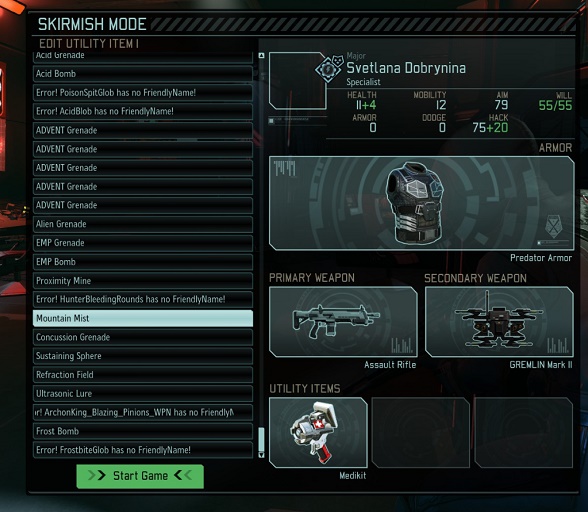 SKIRMISH MODE
EDIT UTILITY ITEM I
Acid Grenade
Acid Bomb
Error! PoisonSpitGlob has no FriendlyName!
Error! AcidBlob has no FriendlyName!
ADVENT Grenade
ADVENT Grenade
ADVENT Grenade
ADVENT Grenade
ADVENT Grenade
Alien Grenade
EMP Grenade
EMP Bomb
Proximity Mine
Error! HunterBleedingRounds has no FriendlyName!
Mountain Mist
Concussion Grenade
Sustaining Sphere
Refraction Field
Ultrasonic Lure
r! ArchonKing_Blazing_Pinions_WPN has no FriendlyN
Frost Bomb
Error! FrostbiteGlob has no FriendlyName!
Start Game
Major
Svetlana Dobrynina
Specialist
HEALTH MOBILITY AIM WILL
11+4 12 79 55/55
ARMOR DODGE HACK
0 0 75+20
ARMOR
Predator Armor
PRIMARY WEAPON SECONDARY WEAPON
Assault Rifle GREMLIN Mark II
UTILITY ITEMS
Medikit